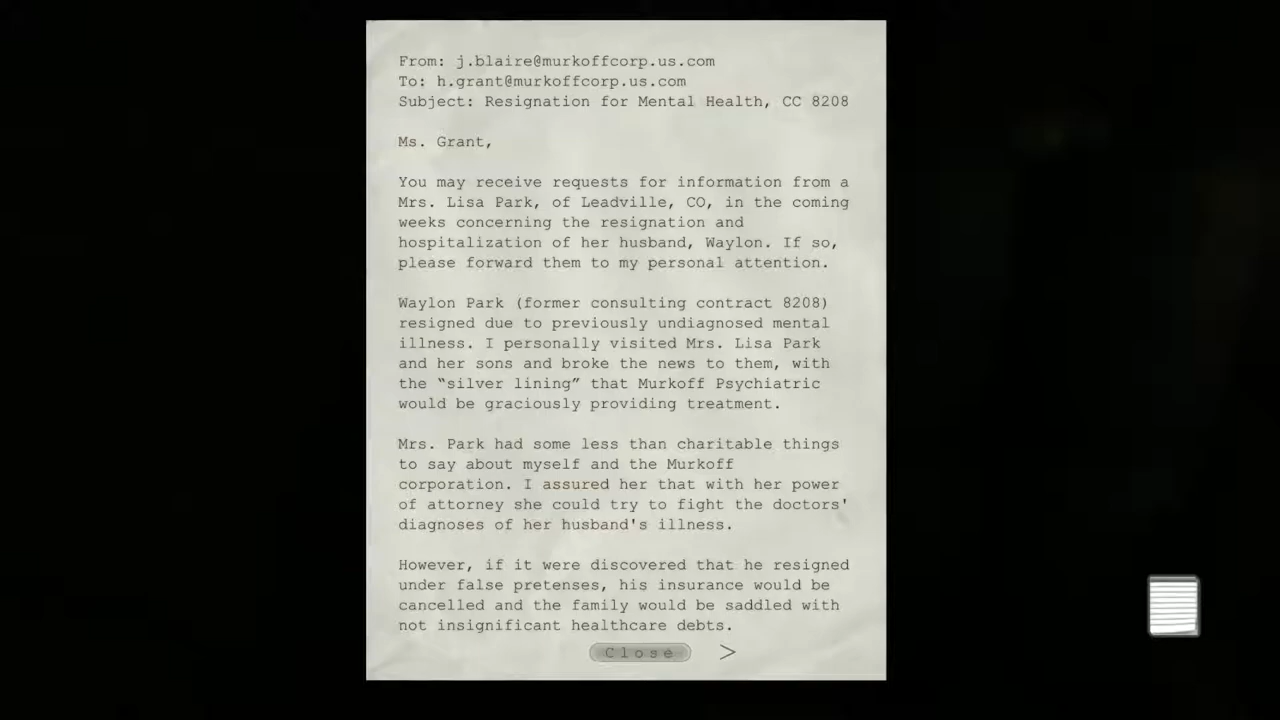 From: j.blaire@murkoffcorp.us.com
To: h.grant@murkoffcorp.us.com
Subject: Resignation for Mental Health, CC 8208
Ms. Grant,
You may receive requests for information from a
Mrs. Lisa Park, of Leadville, CO, in the coming
weeks concerning the resignation and
hospitalization of her husband, Waylon. If so,
please forward them to my personal attention.
Waylon Park (former consulting contract 8208)
resigned due to previously undiagnosed mental
illness. I personally visited Mrs. Lisa Park
and her sons and broke the news to them, with
the “silver lining” that Murkoff Psychiatric
would be graciously providing treatment.
Mrs. Park had some less than charitable things
to say about myself and the Murkoff
corporation. I assured her that with her power
of attorney she could try to fight the doctors'
diagnoses of her husband's illness.
However, if it were discovered that he resigned
under false pretenses, his insurance would be
cancelled and the family would be saddled with
not insignificant healthcare debts.
Close >